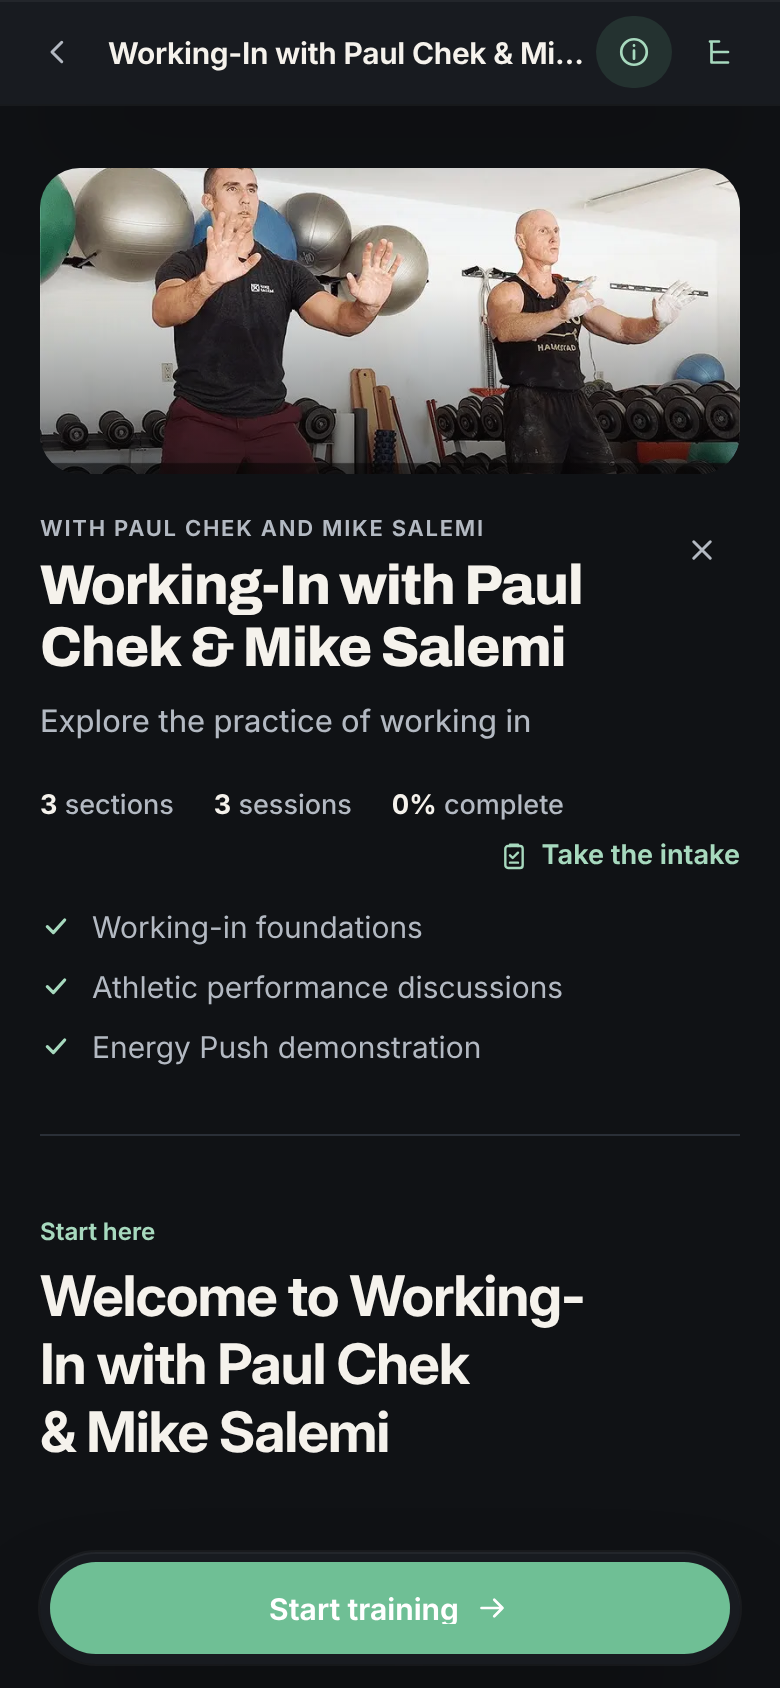 Working-In with Paul Chek & Mi...
HALMSTAD
WITH PAUL CHEK AND MIKE SALEMI
Working-In with Paul
Chek & Mike Salemi
Explore the practice of working in
3 sections 3 sessions 0% complete
Take the intake
Working-in foundations
Athletic performance discussions
Energy Push demonstration
Start here
Welcome to Working-
In with Paul Chek
& Mike Salemi
Start training